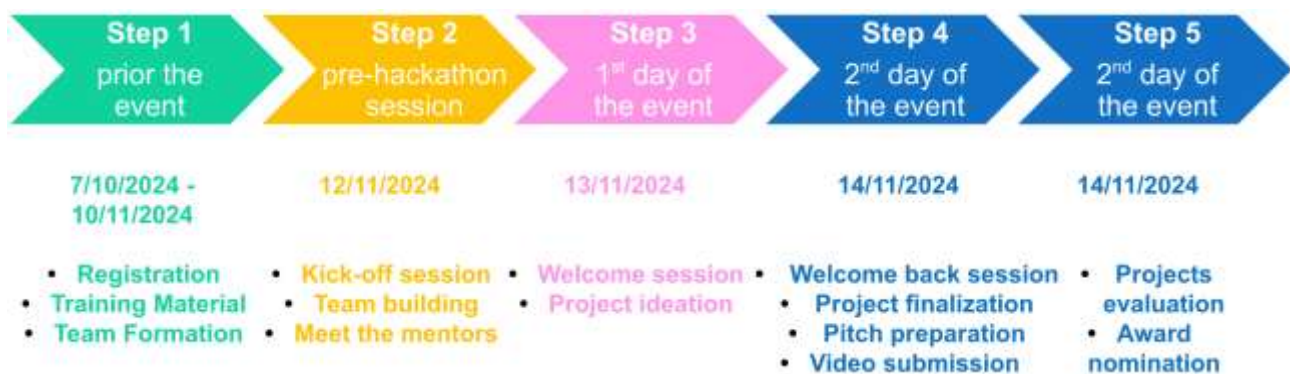 Step 1
prior the
event
Step 2
pre-hackathon
session
Step 3
1st day of
the event
Step 4
2nd day of
the event
Step 5
2nd day of
the event
7/10/2024 -
10/11/2024
12/11/2024
13/11/2024
14/11/2024
14/11/2024
• Registration
• Training Material
• Team Formation
• Kick-off session
• Team building
• Meet the mentors
• Welcome session
• Project ideation
• Welcome back session
• Project finalization
• Pitch preparation
• Video submission
• Projects
evaluation
• Award
nomination